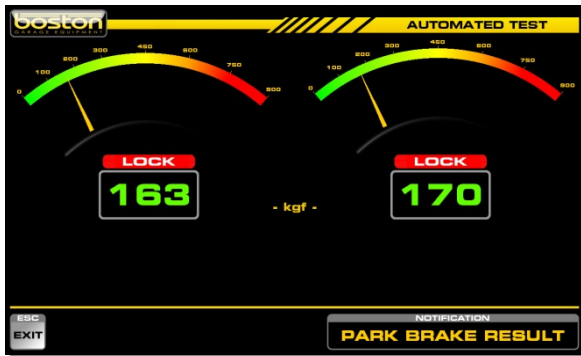 boston
GARAGE EQUIPMENT
AUTOMATED TEST
0 100 200 300 450 600 750 900
0 100 200 300 450 600 750 900
LOCK
163
LOCK
170
- kgf -
ESC
EXIT
NOTIFICATION
PARK BRAKE RESULT